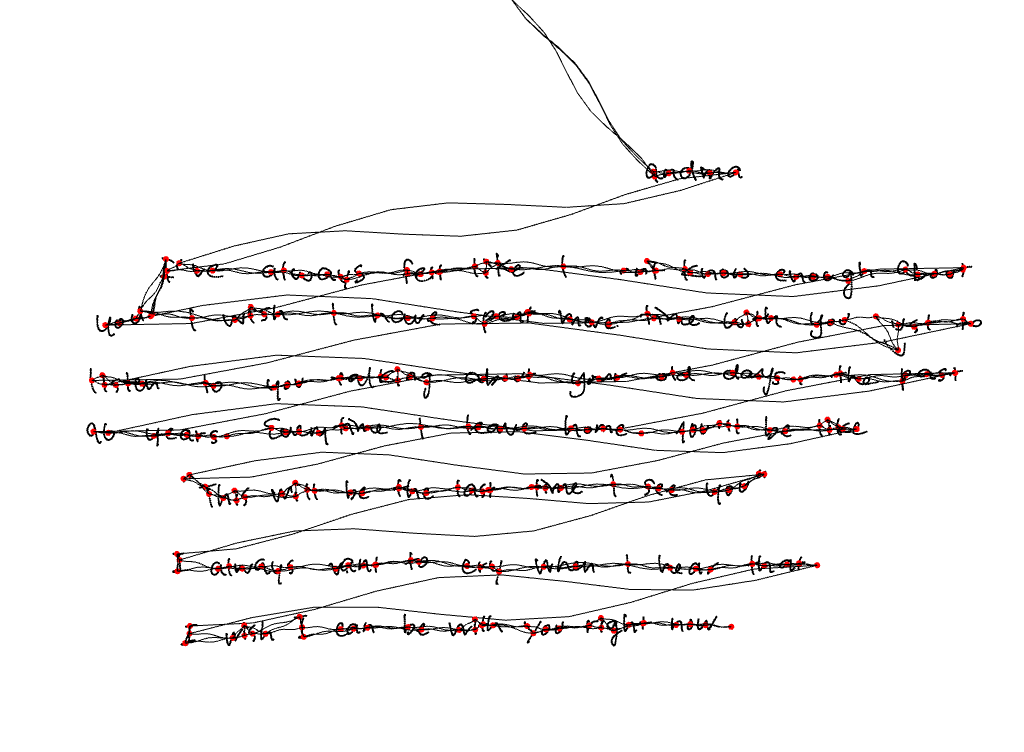 andma
I've always felt like I not know enough about
you I wish I have spent more time with you just to
listen to you talking about your old days. the past
90 years. Everytime I leave home. you'll be like
"This will be the last time I see you"
I always want to cry when I hear that.
I wish I can be with you right now.